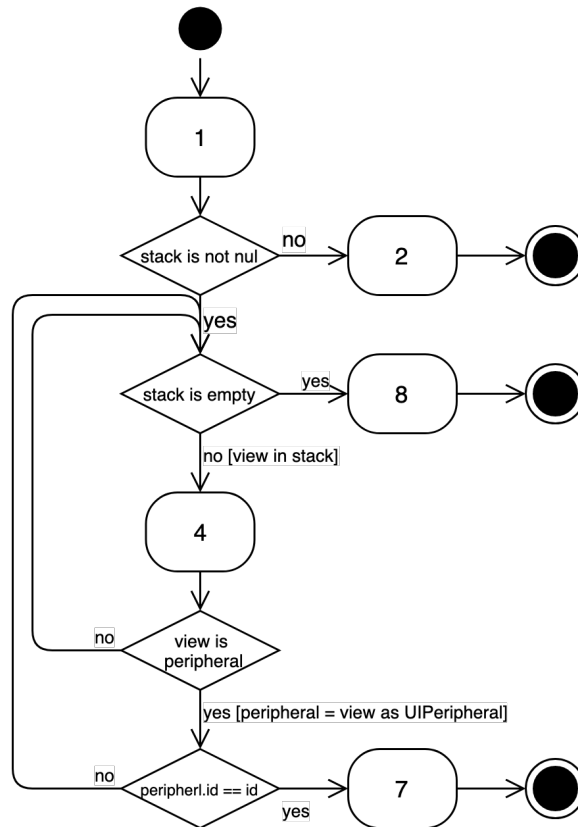 1
stack is not nul
no
2
yes
stack is empty
yes
8
no [view in stack]
4
no
view is
peripheral
yes [peripheral = view as UIPeripheral]
no
peripherl.id == id
yes
7